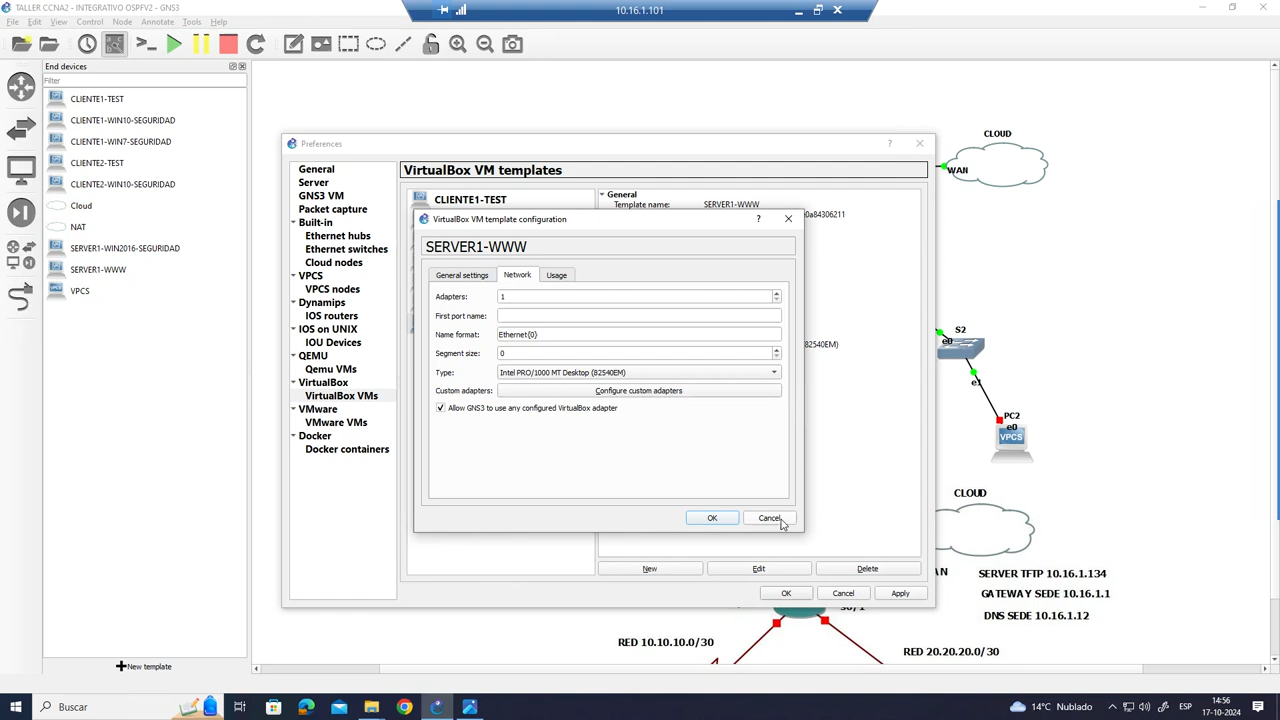 TALLER CCNA2 - INTEGRATIVO OSPFV2 - GNS3
10.16.1.101
File Edit View Control Node Annotate Tools Help
End devices
Filter
CLIENTE1-TEST
CLIENTE1-WIN10-SEGURIDAD
CLIENTE1-WIN7-SEGURIDAD
CLIENTE2-TEST
CLIENTE2-WIN10-SEGURIDAD
Cloud
NAT
SERVER1-WIN2016-SEGURIDAD
SERVER1-WWW
VPCS
New template
Preferences
General
Server
GNS3 VM
Packet capture
Built-in
Ethernet hubs
Ethernet switches
Cloud nodes
VPCS
VPCS nodes
Dynamips
IOS routers
IOS on UNIX
IOU Devices
QEMU
Qemu VMs
VirtualBox
VirtualBox VMs
VMware
VMware VMs
Docker
Docker containers
VirtualBox VM templates
CLIENTE1-TEST
General
Template name: SERVER1-WWW
0a84306211
82540EM)
VirtualBox VM template configuration
SERVER1-WWW
General settings Network Usage
Adapters: 1
First port name:
Name format: Ethernet{0}
Segment size: 0
Type: Intel PRO/1000 MT Desktop (82540EM)
Custom adapters: Configure custom adapters
Allow GNS3 to use any configured VirtualBox adapter
OK Cancel
New Edit Delete
OK Cancel Apply
CLOUD
WAN
S2
e0
e1
PC2
e0
VPCS
CLOUD
AN
SERVER TFTP 10.16.1.134
GATEWAY SEDE 10.16.1.1
DNS SEDE 10.16.1.12
s0/1
RED 10.10.10.0/30
RED 20.20.20.0/30
Buscar
14°C Nublado
ESP
14:56
17-10-2024